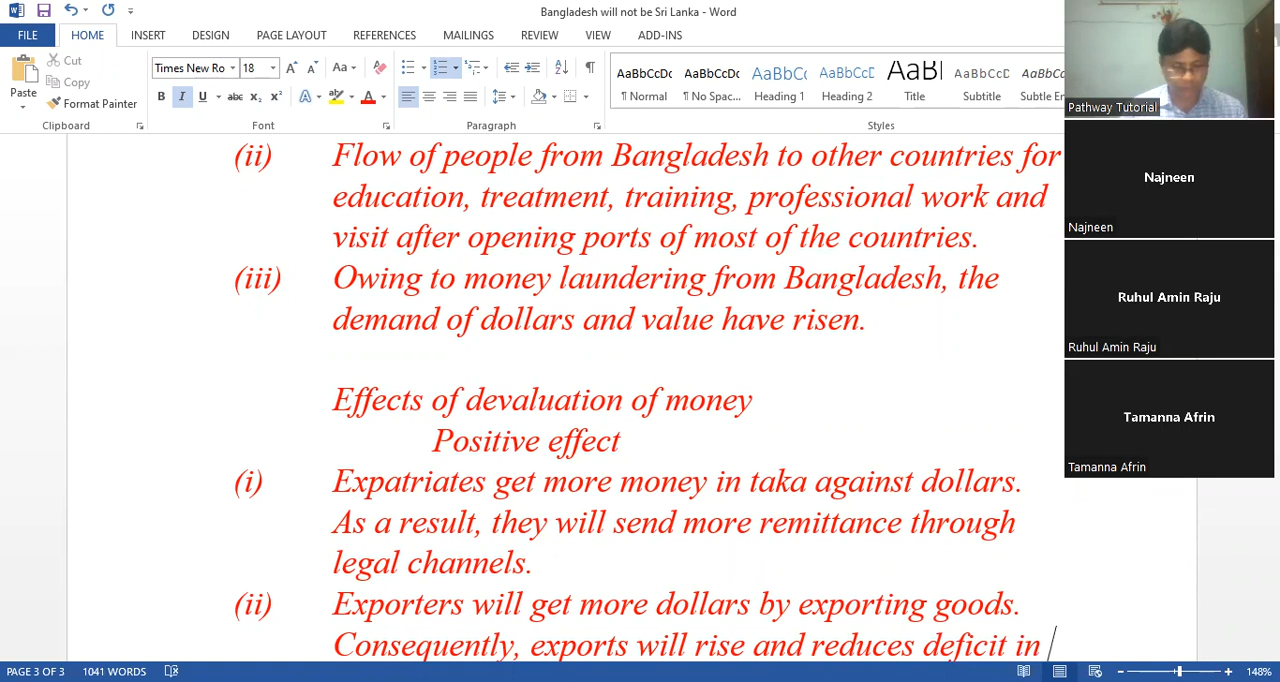 Bangladesh will not be Sri Lanka - Word
FILE HOME INSERT DESIGN PAGE LAYOUT REFERENCES MAILINGS REVIEW VIEW ADD-INS
Cut
Copy
Format Painter
Paste
Clipboard
Times New Ro 18
Font
Paragraph
AaBbCcDc AaBbCcDc AaBbCc AaBbCcD AaBl AaBbCcD AaBbCcDc
¶ Normal ¶ No Spac... Heading 1 Heading 2 Title Subtitle Subtle Em
Styles
Pathway Tutorial
Najneen
Najneen
Ruhul Amin Raju
Ruhul Amin Raju
Tamanna Afrin
Tamanna Afrin
(ii) Flow of people from Bangladesh to other countries for
education, treatment, training, professional work and
visit after opening ports of most of the countries.
(iii) Owing to money laundering from Bangladesh, the
demand of dollars and value have risen.
Effects of devaluation of money
Positive effect
(i) Expatriates get more money in taka against dollars.
As a result, they will send more remittance through
legal channels.
(ii) Exporters will get more dollars by exporting goods.
Consequently, exports will rise and reduces deficit in
PAGE 3 OF 3 1041 WORDS 148%